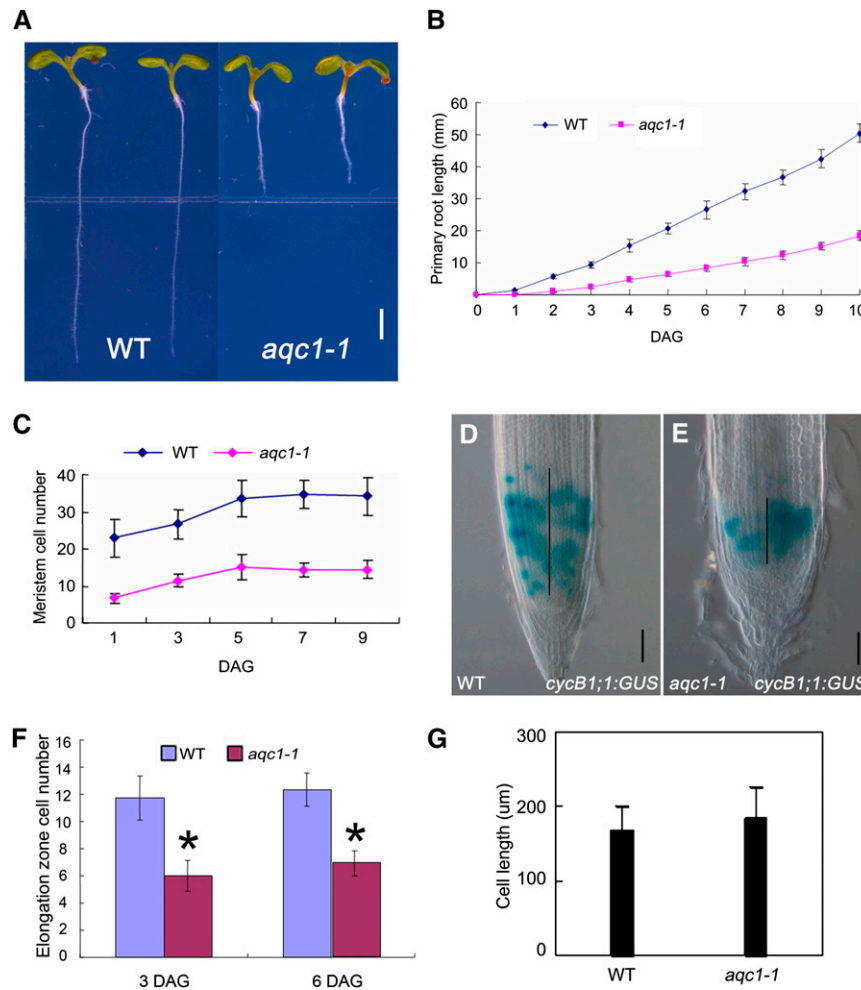 A
WT
aqc1-1
B
WT
aqc1-1
Primary root length (mm)
60
50
40
30
20
10
0 1 2 3 4 5 6 7 8 9 10
DAG
C
WT
aqc1-1
Meristem cell number
40
30
20
10
0
1 3 5 7 9
DAG
D
WT
cycB1;1:GUS
E
aqc1-1
cycB1;1:GUS
F
WT
aqc1-1
Elongation zone cell number
16
14
12
10
8
6
4
2
0
*
*
3 DAG
6 DAG
G
Cell length (um)
300
200
100
0
WT
aqc1-1